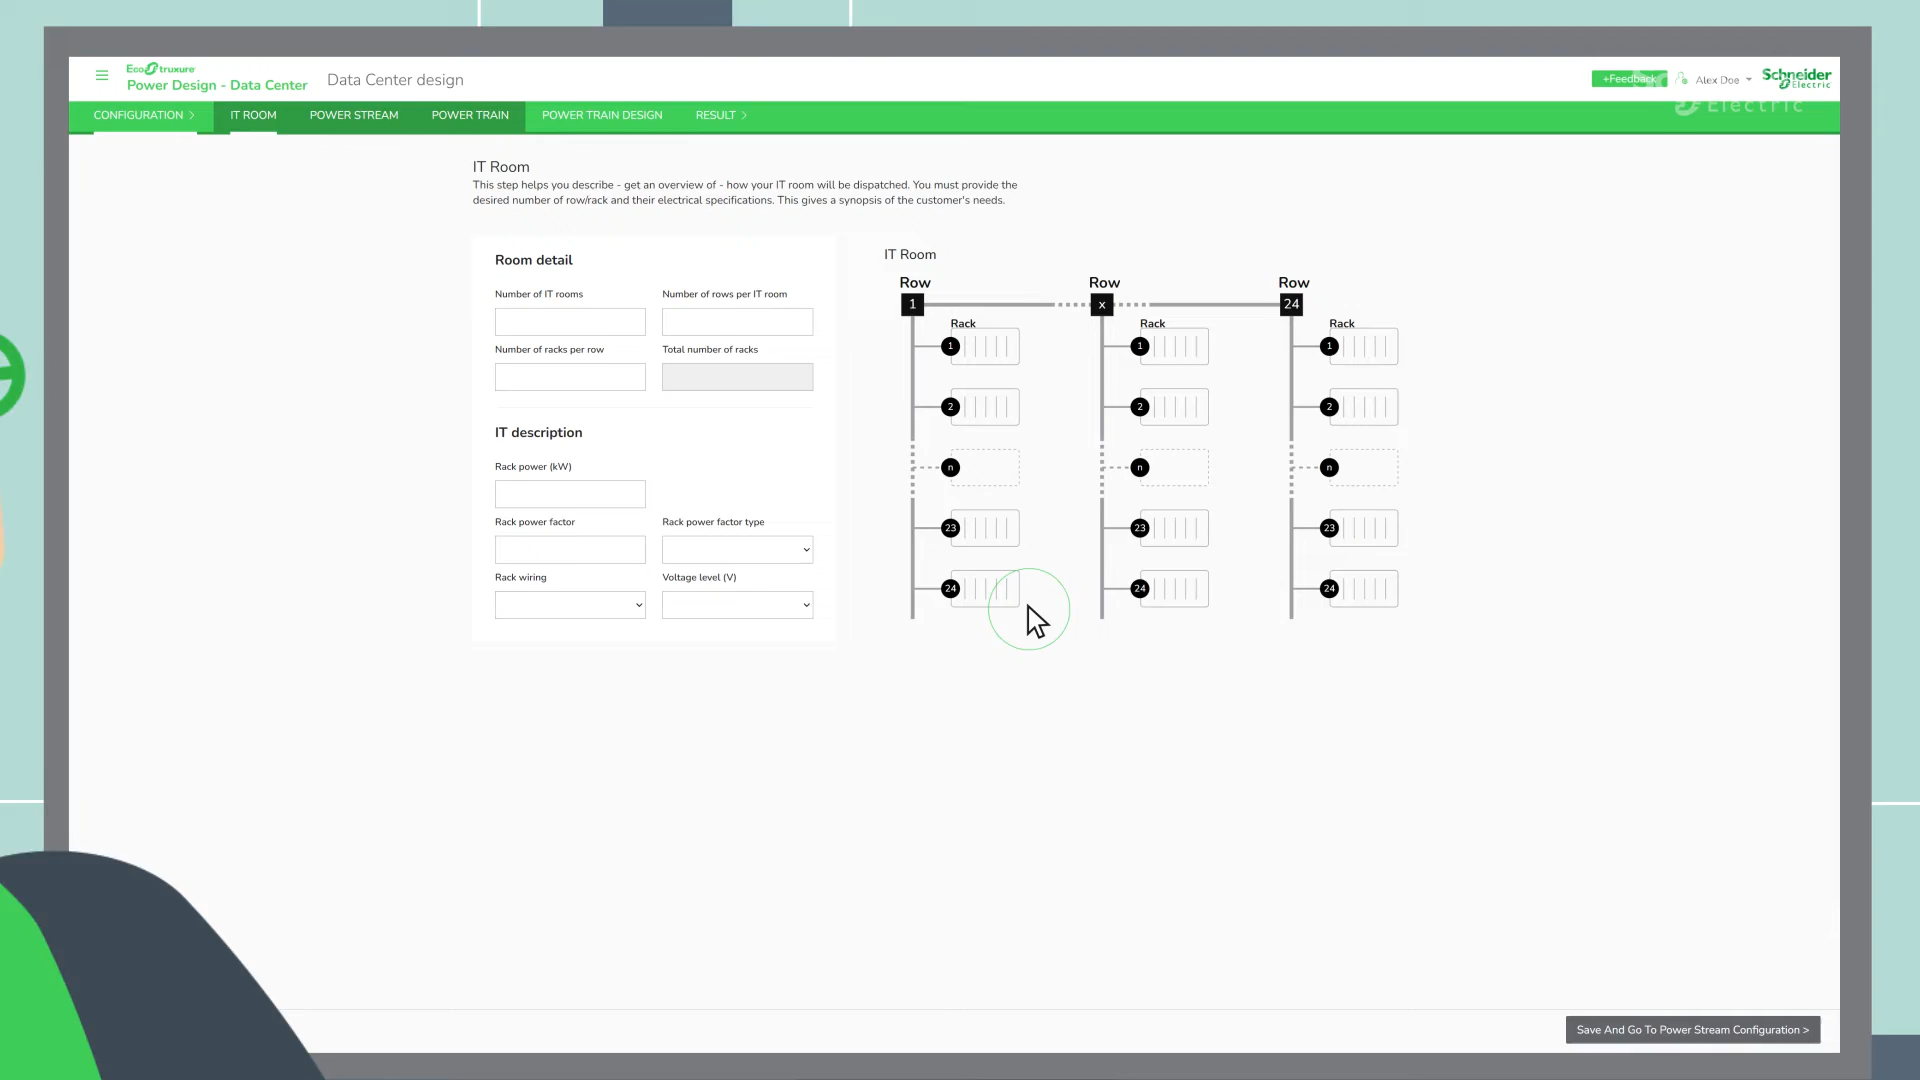 EcoStruxure
Power Design - Data Center
Data Center design
+Feedback
Alex Doe
Schneider
Electric
Electric
CONFIGURATION
IT ROOM
POWER STREAM
POWER TRAIN
POWER TRAIN DESIGN
RESULT
IT Room
This step helps you describe - get an overview of - how your IT room will be dispatched. You must provide the
desired number of row/rack and their electrical specifications. This gives a synopsis of the customer's needs.
Room detail
Number of IT rooms
Number of rows per IT room
Number of racks per row
Total number of racks
IT description
Rack power (kW)
Rack power factor
Rack power factor type
Rack wiring
Voltage level (V)
IT Room
Row
Row
Row
1
x
24
Rack
Rack
Rack
1
1
1
2
2
2
n
n
n
23
23
23
24
24
24
Save And Go To Power Stream Configuration >